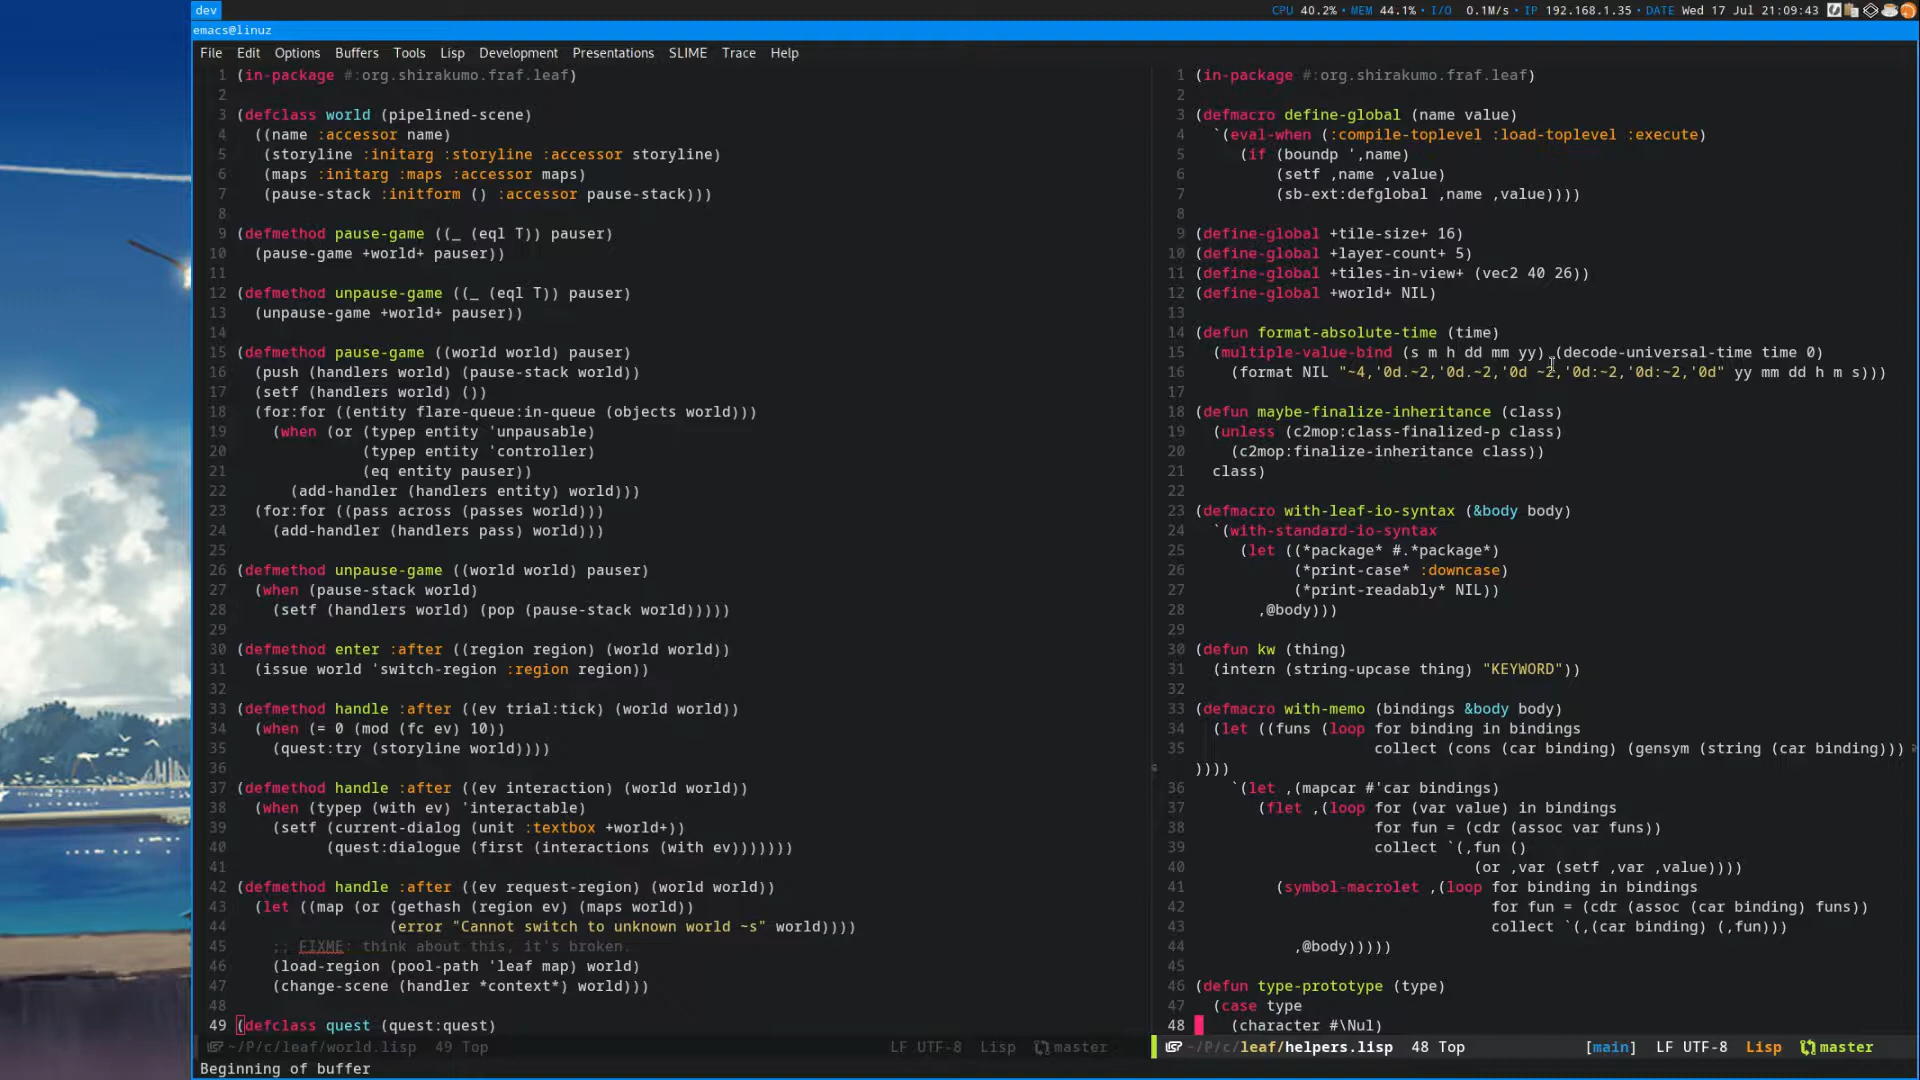 dev
CPU 40.2% • MEM 44.1% • I/O 0.1M/s • IP 192.168.1.35 • DATE Wed 17 Jul 21:09:43
emacs@linuz
File Edit Options Buffers Tools Lisp Development Presentations SLIME Trace Help
1 (in-package #:org.shirakumo.fraf.leaf)
2
3 (defclass world (pipelined-scene)
4   ((name :accessor name)
5    (storyline :initarg :storyline :accessor storyline)
6    (maps :initarg :maps :accessor maps)
7    (pause-stack :initform () :accessor pause-stack)))
8
9 (defmethod pause-game ((_ (eql T)) pauser)
10   (pause-game +world+ pauser))
11
12 (defmethod unpause-game ((_ (eql T)) pauser)
13   (unpause-game +world+ pauser))
14
15 (defmethod pause-game ((world world) pauser)
16   (push (handlers world) (pause-stack world))
17   (setf (handlers world) ())
18   (for:for ((entity flare-queue:in-queue (objects world)))
19     (when (or (typep entity 'unpausable)
20               (typep entity 'controller)
21               (eq entity pauser))
22       (add-handler (handlers entity) world)))
23   (for:for ((pass across (passes world)))
24     (add-handler (handlers pass) world)))
25
26 (defmethod unpause-game ((world world) pauser)
27   (when (pause-stack world)
28     (setf (handlers world) (pop (pause-stack world)))))
29
30 (defmethod enter :after ((region region) (world world))
31   (issue world 'switch-region :region region))
32
33 (defmethod handle :after ((ev trial:tick) (world world))
34   (when (= 0 (mod (fc ev) 10))
35     (quest:try (storyline world))))
36
37 (defmethod handle :after ((ev interaction) (world world))
38   (when (typep (with ev) 'interactable)
39     (setf (current-dialog (unit :textbox +world+))
40           (quest:dialogue (first (interactions (with ev)))))))
41
42 (defmethod handle :after ((ev request-region) (world world))
43   (let ((map (or (gethash (region ev) (maps world))
44                  (error "Cannot switch to unknown world ~s" world))))
45     ;; FIXME: think about this, it's broken.
46     (load-region (pool-path 'leaf map) world)
47     (change-scene (handler *context*) world)))
48
49 (defclass quest (quest:quest)
~/P/c/leaf/world.lisp 49 Top LF UTF-8 Lisp master
1 (in-package #:org.shirakumo.fraf.leaf)
2
3 (defmacro define-global (name value)
4   `(eval-when (:compile-toplevel :load-toplevel :execute)
5      (if (boundp ',name)
6          (setf ,name ,value)
7          (sb-ext:defglobal ,name ,value))))
8
9 (define-global +tile-size+ 16)
10 (define-global +layer-count+ 5)
11 (define-global +tiles-in-view+ (vec2 40 26))
12 (define-global +world+ NIL)
13
14 (defun format-absolute-time (time)
15   (multiple-value-bind (s m h dd mm yy) (decode-universal-time time 0)
16     (format NIL "~4,'0d.~2,'0d.~2,'0d ~2,'0d:~2,'0d:~2,'0d" yy mm dd h m s)))
17
18 (defun maybe-finalize-inheritance (class)
19   (unless (c2mop:class-finalized-p class)
20     (c2mop:finalize-inheritance class))
21   class)
22
23 (defmacro with-leaf-io-syntax (&body body)
24   `(with-standard-io-syntax
25      (let ((*package* #.*package*)
26            (*print-case* :downcase)
27            (*print-readably* NIL))
28        ,@body)))
29
30 (defun kw (thing)
31   (intern (string-upcase thing) "KEYWORD"))
32
33 (defmacro with-memo (bindings &body body)
34   (let ((funs (loop for binding in bindings
35                     collect (cons (car binding) (gensym (string (car binding)))
))))
36     `(let ,(mapcar #'car bindings)
37        (flet ,(loop for (var value) in bindings
38                     for fun = (cdr (assoc var funs))
39                     collect `(,fun ()
40                                (or ,var (setf ,var ,value))))
41          (symbol-macrolet ,(loop for binding in bindings
42                                  for fun = (cdr (assoc (car binding) funs))
43                                  collect `(,(car binding) (,fun)))
44            ,@body)))))
45
46 (defun type-prototype (type)
47   (case type
48     (character #\Nul)
~/P/c/leaf/helpers.lisp 48 Top [main] LF UTF-8 Lisp master
Beginning of buffer